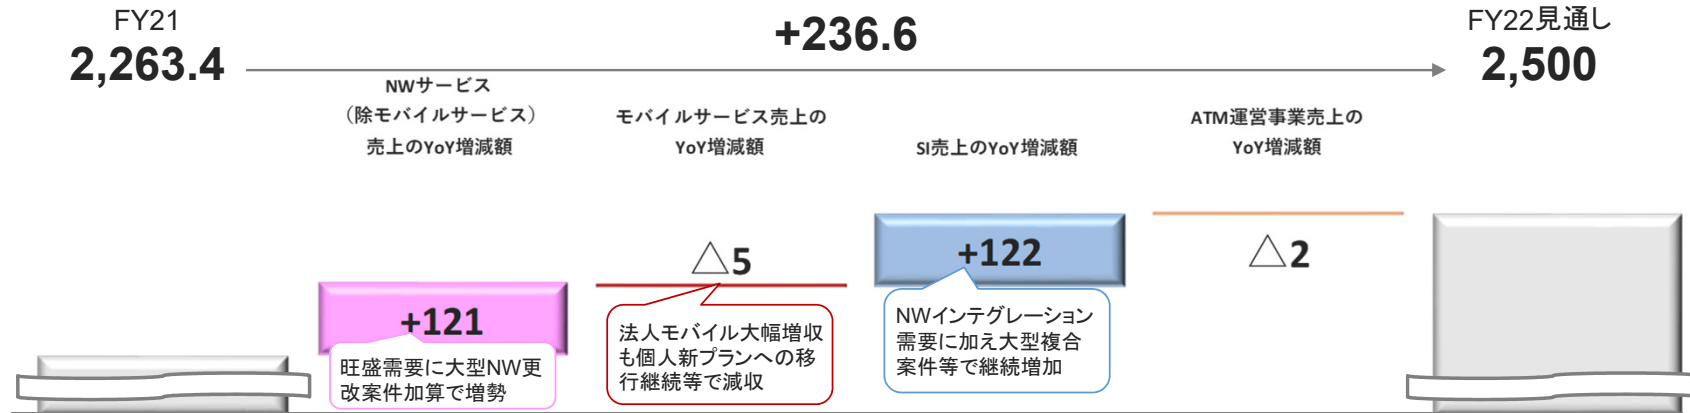 FY21
2,263.4
+236.6
FY22見通し
2,500
NWサービス
（除モバイルサービス）
売上のYoY増減額
モバイルサービス売上の
YoY増減額
SI売上のYoY増減額
ATM運営事業売上の
YoY増減額
+121
旺盛需要に大型NW更
改案件加算で増勢
△5
法人モバイル大幅増収
も個人新プランへの移
行継続等で減収
+122
NWインテグレーション
需要に加え大型複合
案件等で継続増加
△2